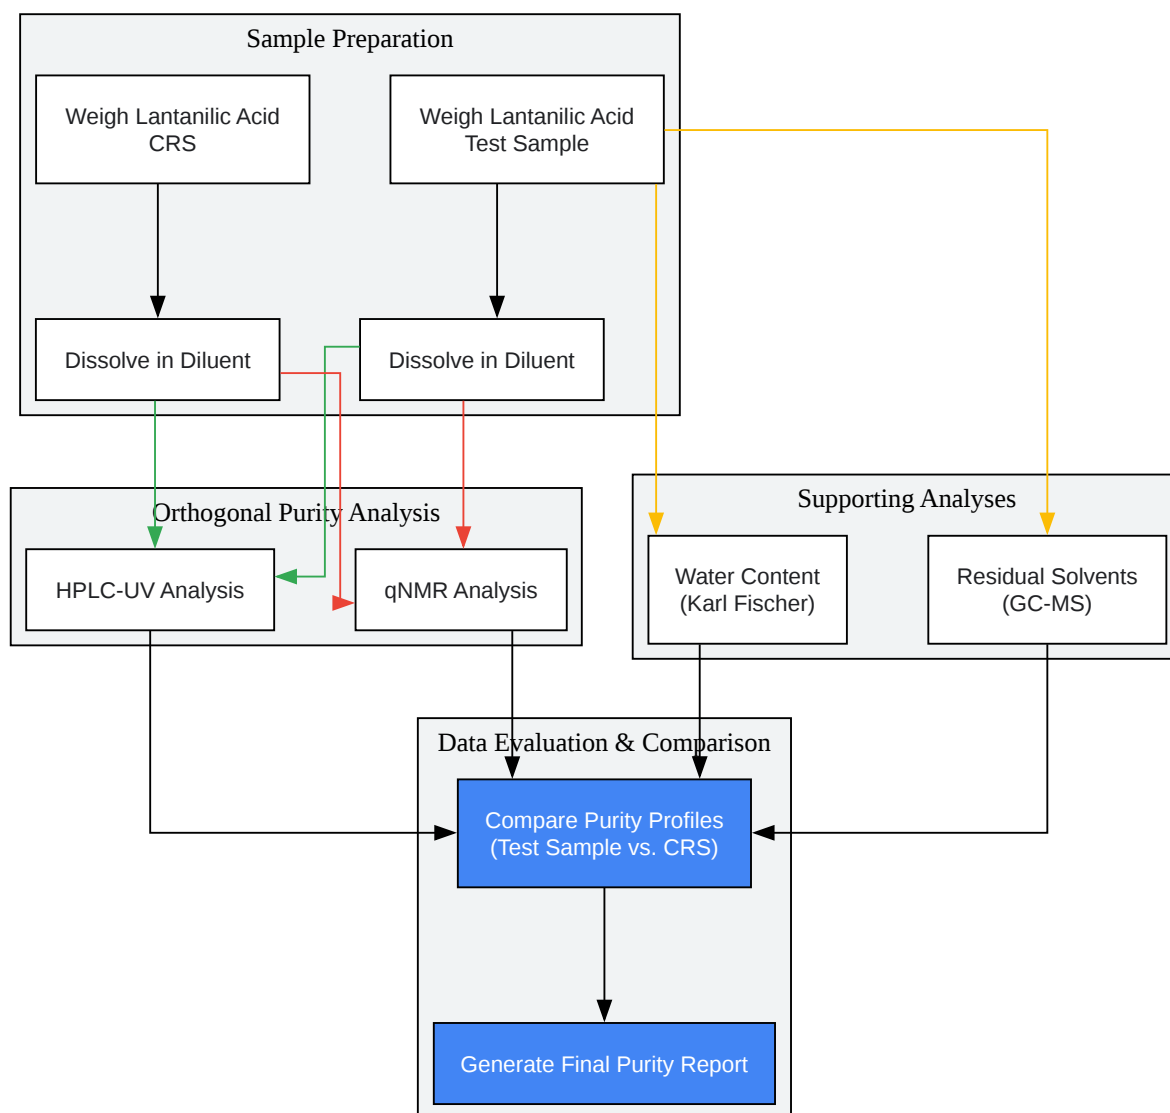 Sample Preparation
Weigh Lantanilic Acid
CRS
Weigh Lantanilic Acid
Test Sample
Dissolve in Diluent
Dissolve in Diluent
Orthogonal Purity Analysis
HPLC-UV Analysis
qNMR Analysis
Supporting Analyses
Water Content
(Karl Fischer)
Residual Solvents
(GC-MS)
Data Evaluation & Comparison
Compare Purity Profiles
(Test Sample vs. CRS)
Generate Final Purity Report